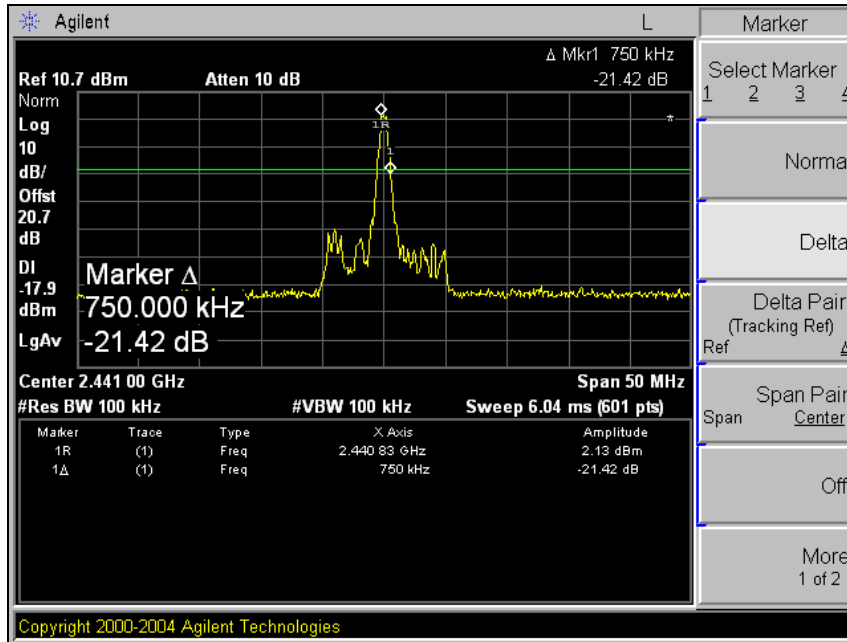 Agilent L Marker
Δ Mkr1 750 kHz
Ref 10.7 dBm Atten 10 dB -21.42 dB
Norm
Log
10
dB/
Offst
20.7
dB
DI
-17.9
dBm
LgAv
1R
1
*
Marker Δ
750.000 kHz
-21.42 dB
Center 2.441 00 GHz Span 50 MHz
#Res BW 100 kHz #VBW 100 kHz Sweep 6.04 ms (601 pts)
Marker Trace Type X Axis Amplitude
1R (1) Freq 2.440 83 GHz 2.13 dBm
1Δ (1) Freq 750 kHz -21.42 dB
Select Marker
1 2 3 4
Norma
Delta
Delta Pair
(Tracking Ref)
Ref Δ
Span Pair
Span Center
Off
More
1 of 2
Copyright 2000-2004 Agilent Technologies